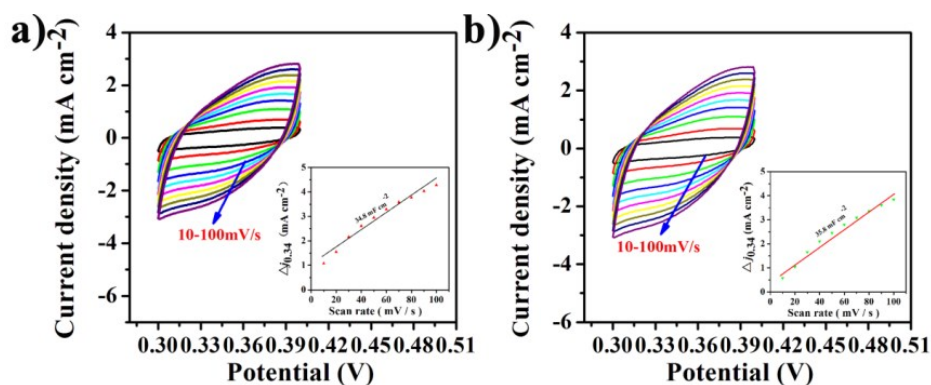 a)
Current density (mA cm-2)
4
2
0
-2
-4
-6
10-100mV/s
△j0.34 (mA cm-2)
5
4
3
2
1
0
34.8 mF cm-2
0 20 40 60 80 100
Scan rate ( mV / s )
0.30 0.33 0.36 0.39 0.42 0.45 0.48 0.51
Potential (V)
b)
Current density (mA cm-2)
4
2
0
-2
-4
-6
10-100mV/s
△j0.34 (mA cm-2)
5
4
3
2
1
0
35.8 mF cm-2
0 20 40 60 80 100
Scan rate ( mV / s )
0.30 0.33 0.36 0.39 0.42 0.45 0.48 0.51
Potential (V)